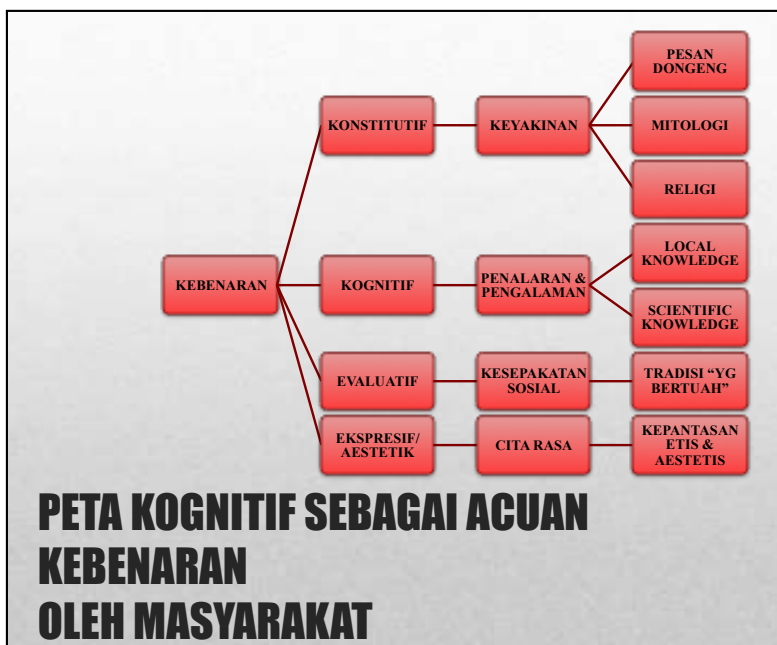 PESAN
DONGENG
KONSTITUTIF
KEYAKINAN
MITOLOGI
RELIGI
LOCAL
KNOWLEDGE
KEBENARAN
KOGNITIF
PENALARAN &
PENGALAMAN
SCIENTIFIC
KNOWLEDGE
EVALUATIF
KESEPAKATAN
SOSIAL
TRADISI “YG
BERTUAH”
EKSPRESIF/
AESTETIK
CITA RASA
KEPANTASAN
ETIS &
AESTETIS
PETA KOGNITIF SEBAGAI ACUAN
KEBENARAN
OLEH MASYARAKAT